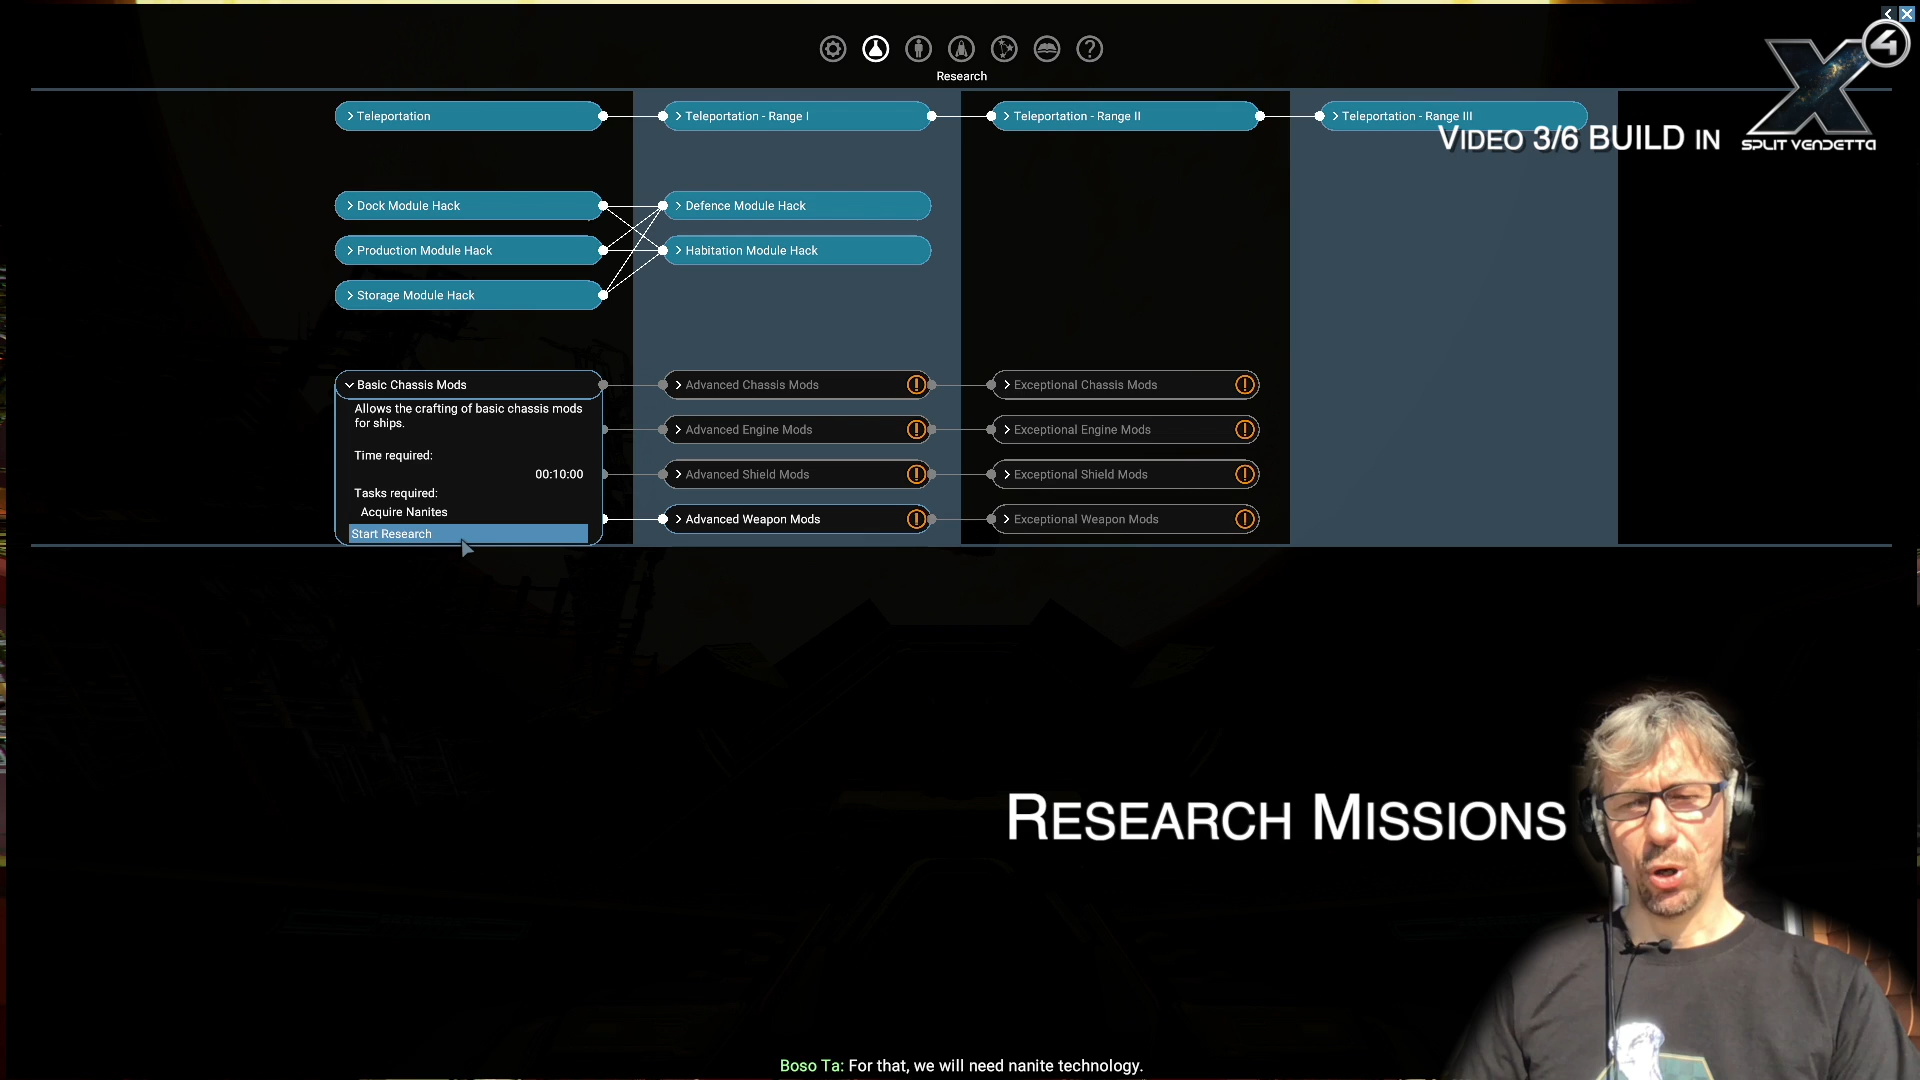 4
SPLIT VENDETTA
Research
Teleportation
Teleportation - Range I
Teleportation - Range II
Teleportation - Range III
VIDEO 3/6 BUILD IN
Dock Module Hack
Defence Module Hack
Production Module Hack
Habitation Module Hack
Storage Module Hack
Basic Chassis Mods
Advanced Chassis Mods
Exceptional Chassis Mods
Allows the crafting of basic chassis mods
for ships.
Advanced Engine Mods
Exceptional Engine Mods
Time required:
00:10:00
Advanced Shield Mods
Exceptional Shield Mods
Tasks required:
Acquire Nanites
Advanced Weapon Mods
Exceptional Weapon Mods
Start Research
RESEARCH MISSIONS
Boso Ta: For that, we will need nanite technology.